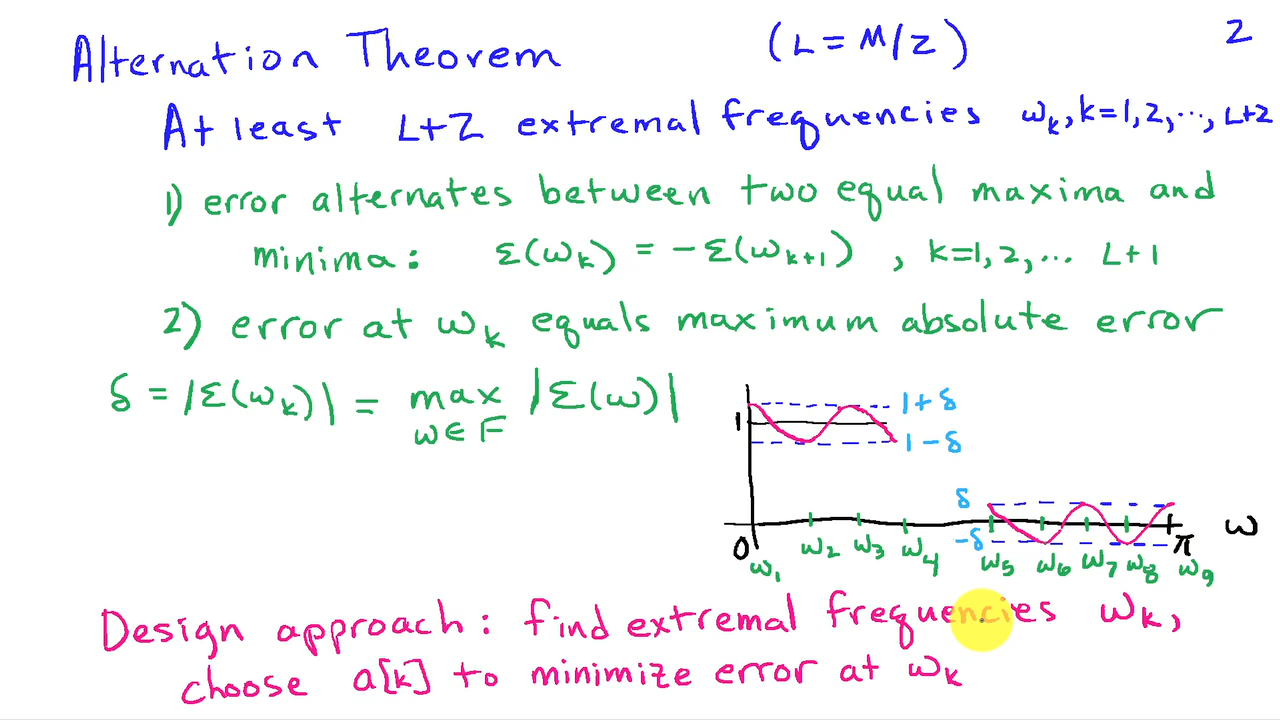 Alternation Theorem (L = M/2) 2
At least L+2 extremal frequencies ωk, k=1,2,…, L+2
1) error alternates between two equal maxima and
minima: Ɛ(ωk) = -Ɛ(ωk+1) , k=1,2,… L+1
2) error at ωk equals maximum absolute error
δ = |Ɛ(ωk)| = max |Ɛ(ω)|
ω∈F
1+δ
1
1-δ
δ
-δ
0 π ω
ω1 ω2 ω3 ω4 ω5 ω6 ω7 ω8 ω9
Design approach: find extremal frequencies ωk,
choose a[k] to minimize error at ωk